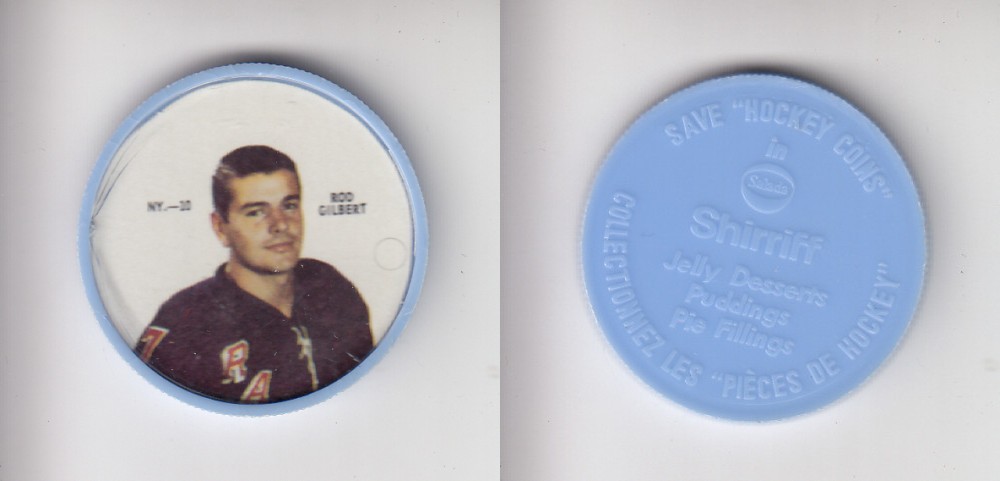 NY.—10
ROD
GILBERT
RA
SAVE "HOCKEY COINS"
in
Salada
Shirriff
Jelly Desserts
Puddings
Pie Fillings
COLLECTIONNEZ LES "PIÈCES DE HOCKEY"